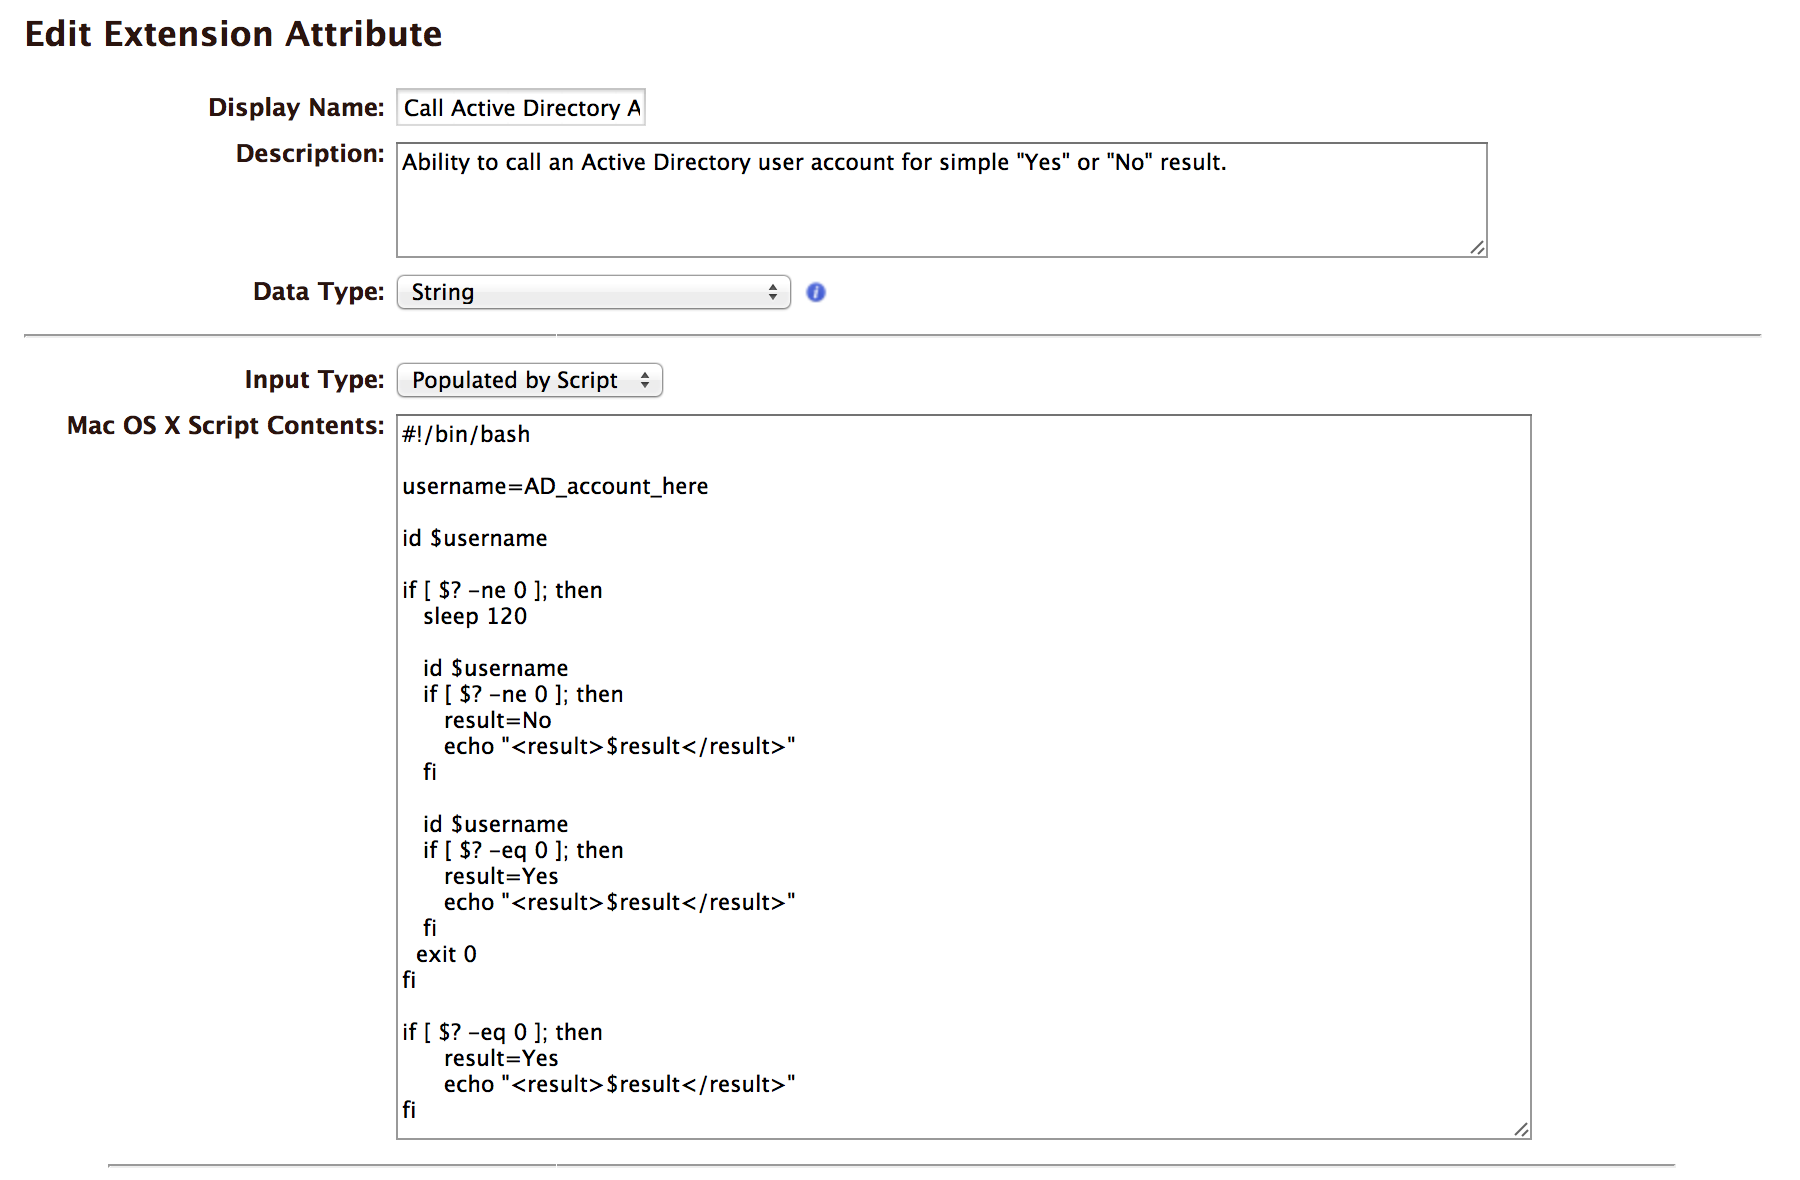 Edit Extension Attribute
Display Name: Call Active Directory A
Description: Ability to call an Active Directory user account for simple "Yes" or "No" result.
Data Type: String
Input Type: Populated by Script
Mac OS X Script Contents: #!/bin/bash
username=AD_account_here
id $username
if [ $? -ne 0 ]; then
sleep 120
id $username
if [ $? -ne 0 ]; then
result=No
echo "<result>$result</result>"
fi
id $username
if [ $? -eq 0 ]; then
result=Yes
echo "<result>$result</result>"
fi
exit 0
fi
if [ $? -eq 0 ]; then
result=Yes
echo "<result>$result</result>"
fi